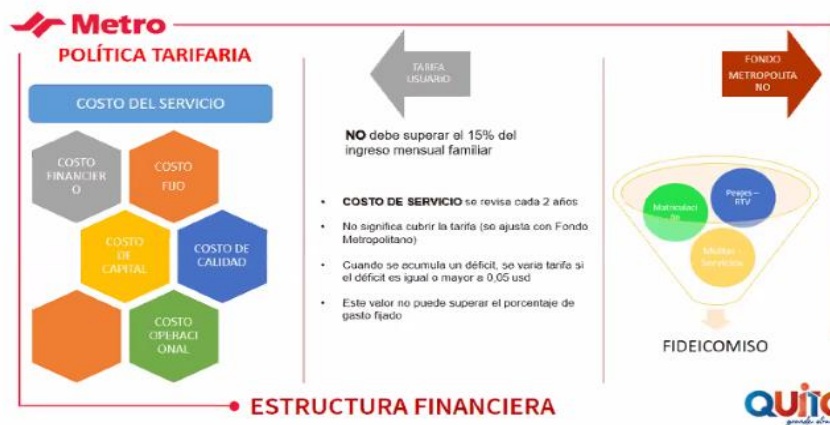 Metro
POLÍTICA TARIFARIA
COSTO DEL SERVICIO
COSTO
FINANCIER
O
COSTO
FIJO
COSTO
DE
CAPITAL
COSTO DE
CALIDAD
COSTO
OPERACI
ONAL
TARIFA
USUARIO
NO debe superar el 15% del
ingreso mensual familiar
• COSTO DE SERVICIO se revisa cada 2 años
• No significa cubrir la tarifa (se ajusta con Fondo
Metropolitano)
• Cuando se acumula un déficit, se varia tarifa si
el déficit es igual o mayor a 0,05 usd
• Este valor no puede superar el porcentaje de
gasto fijado
FONDO
METROPOLITA
NO
Matriculaci
ón
Peajes –
RTV
Multas –
Servicios
FIDEICOMISO
ESTRUCTURA FINANCIERA
QUITO